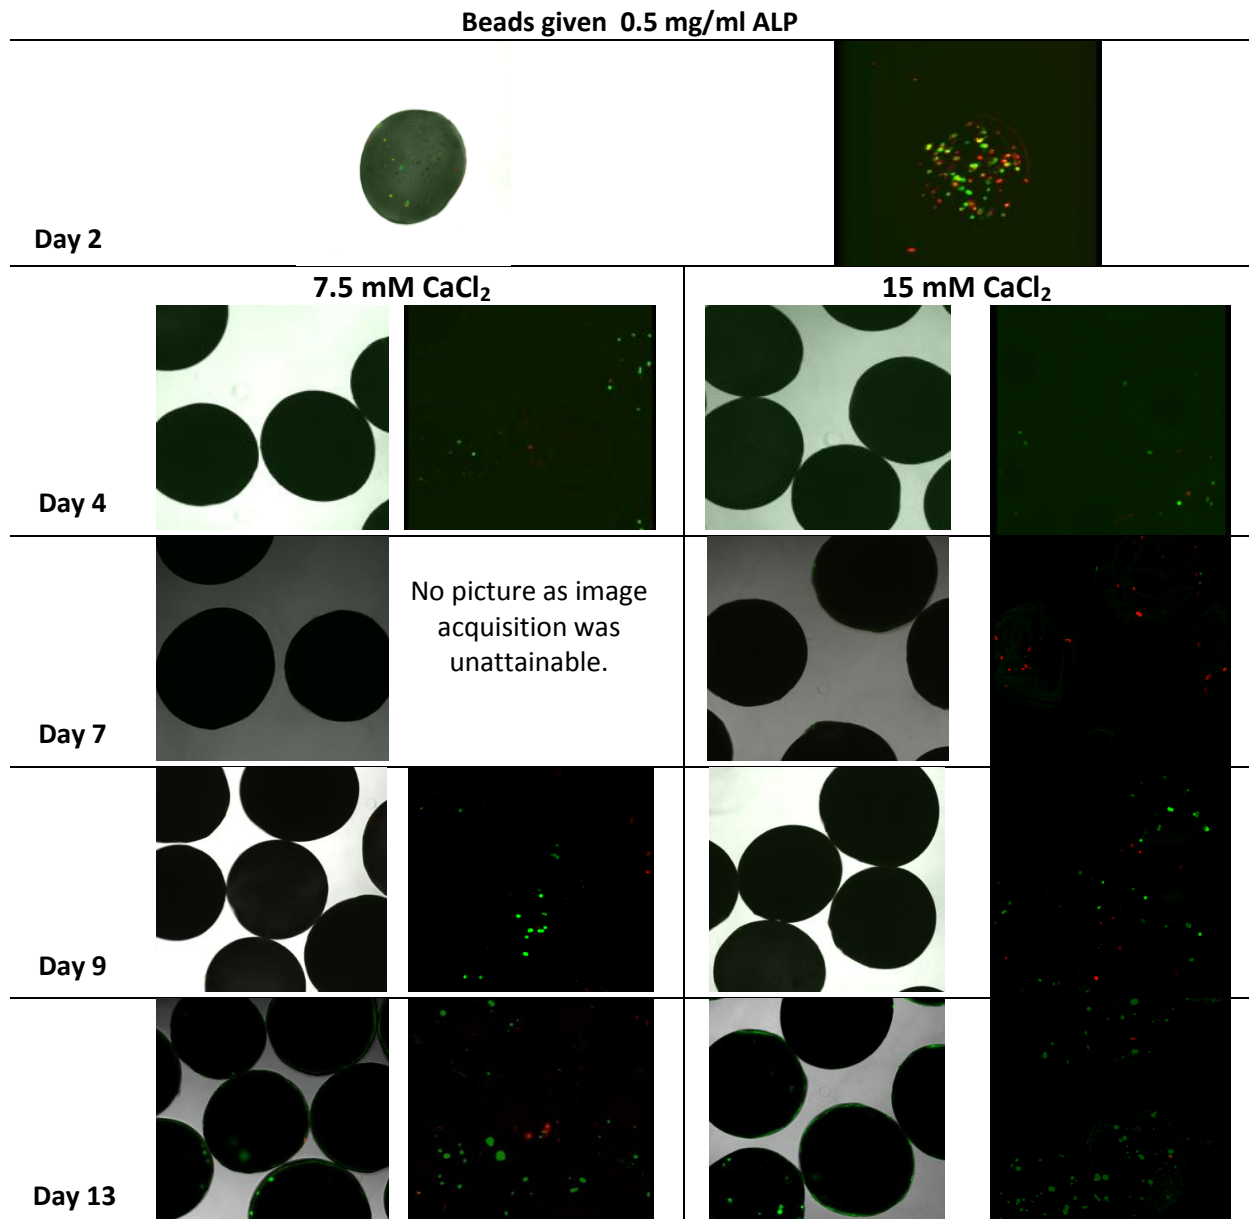 Beads given  0.5 mg/ml ALP
Day 2
7.5 mM CaCl₂
15 mM CaCl₂
Day 4
No picture as image
acquisition was
unattainable.
Day 7
Day 9
Day 13